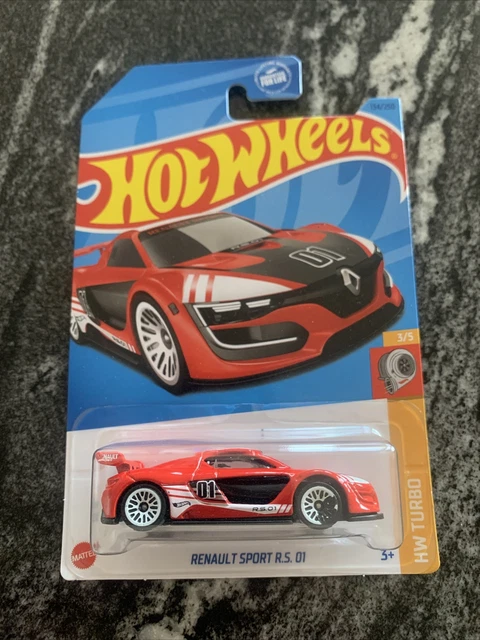 HOT WHEELS
01
3/5
HW TURBO
01
R.S.01
MATTEL
RENAULT SPORT R.S. 01
3+